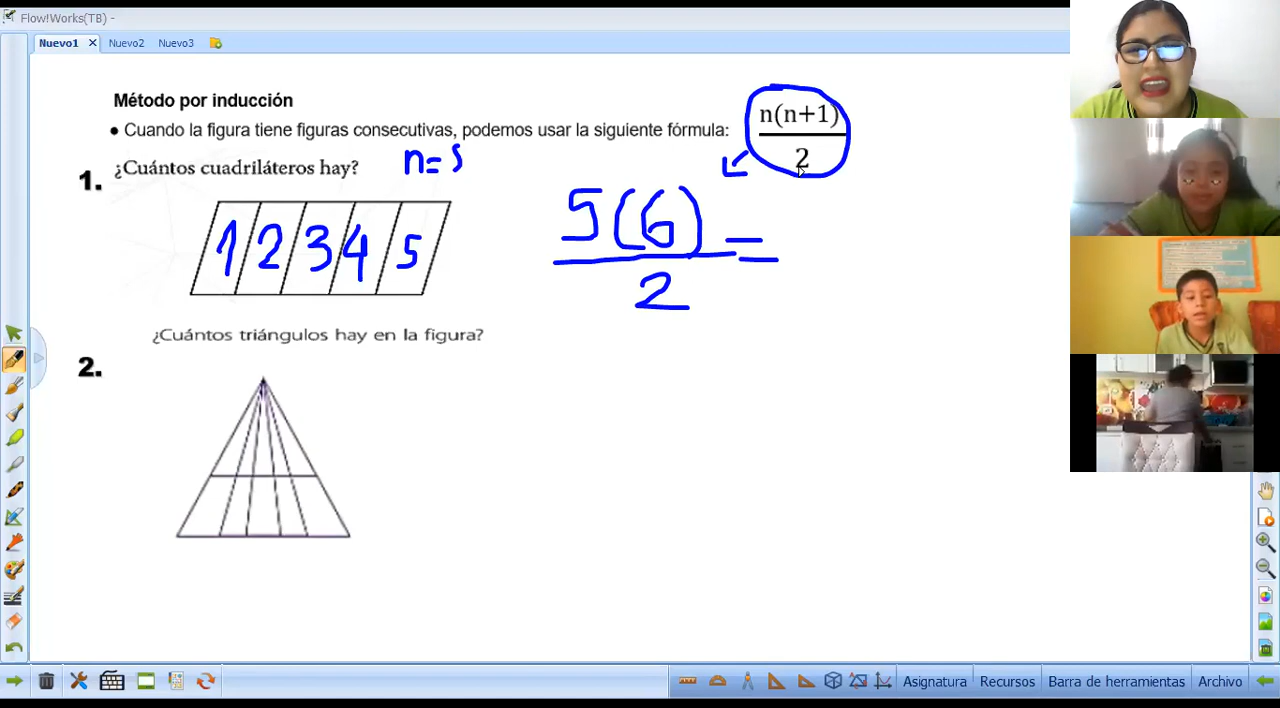 Flow!Works(TB) -
Nuevo1 Nuevo2 Nuevo3
Método por inducción
• Cuando la figura tiene figuras consecutivas, podemos usar la siguiente fórmula: n(n+1)
2
1. ¿Cuántos cuadriláteros hay? n= 5
1 2 3 4 5
5(6) =
2
¿Cuántos triángulos hay en la figura?
2.
Asignatura Recursos Barra de herramientas Archivo